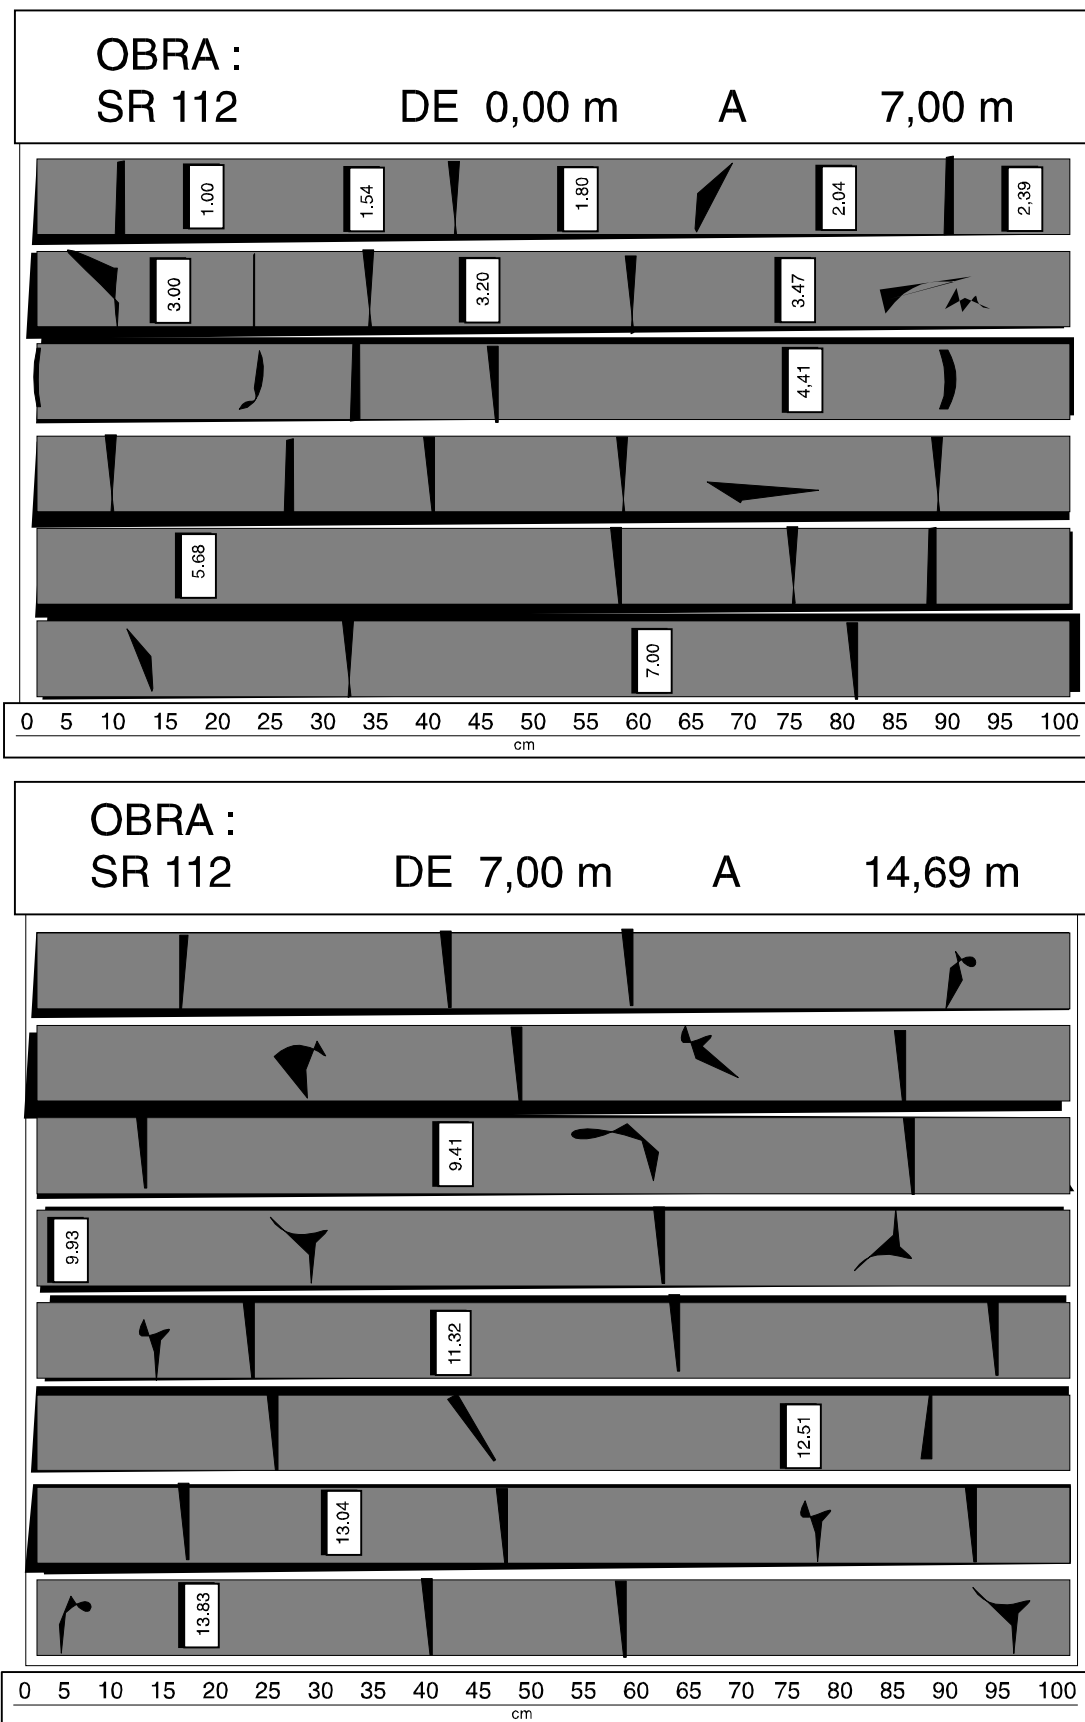 OBRA :
SR 112 DE 0,00 m A 7,00 m
1.00 1.54 1.80 2.04 2,39
3.00 3.20 3.47
4,41
5.68
7.00
0 5 10 15 20 25 30 35 40 45 50 55 60 65 70 75 80 85 90 95 100
cm
OBRA :
SR 112 DE 7,00 m A 14,69 m
9.41
9.93
11.32
12.51
13.04
13.83
0 5 10 15 20 25 30 35 40 45 50 55 60 65 70 75 80 85 90 95 100
cm